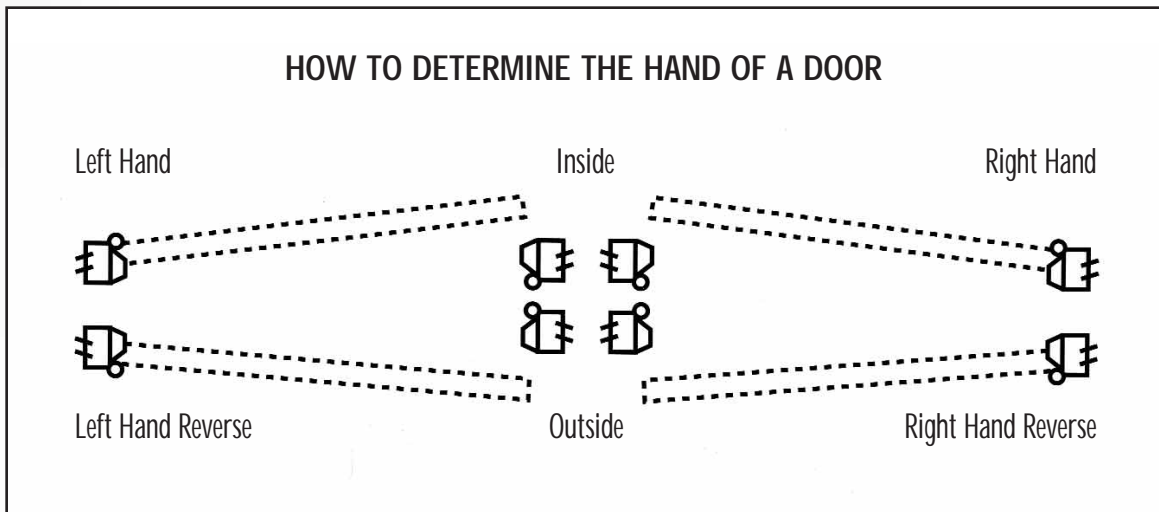 HOW TO DETERMINE THE HAND OF A DOOR
Left Hand
Inside
Right Hand
Left Hand Reverse
Outside
Right Hand Reverse